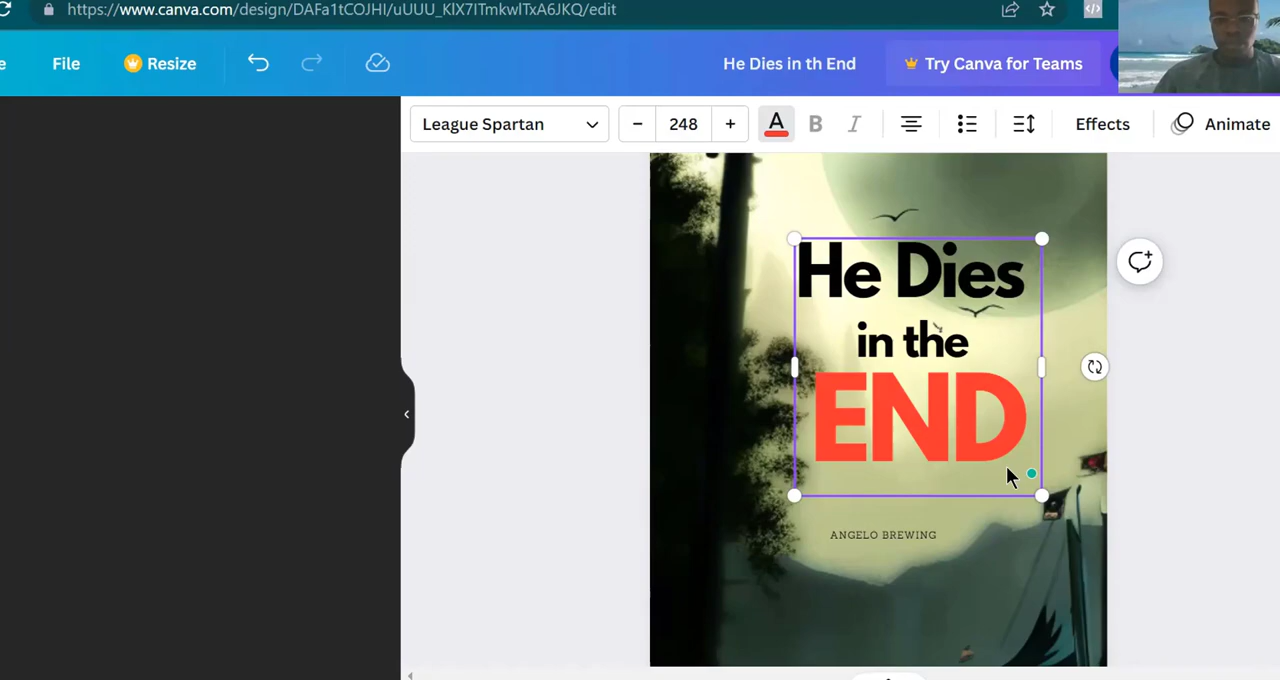 https://www.canva.com/design/DAFa1tCOJHI/uUUU_KlX7ITmkwlTxA6JKQ/edit
File Resize He Dies in th End Try Canva for Teams
League Spartan 248 A B I Effects Animate
He Dies
in the
END
ANGELO BREWING